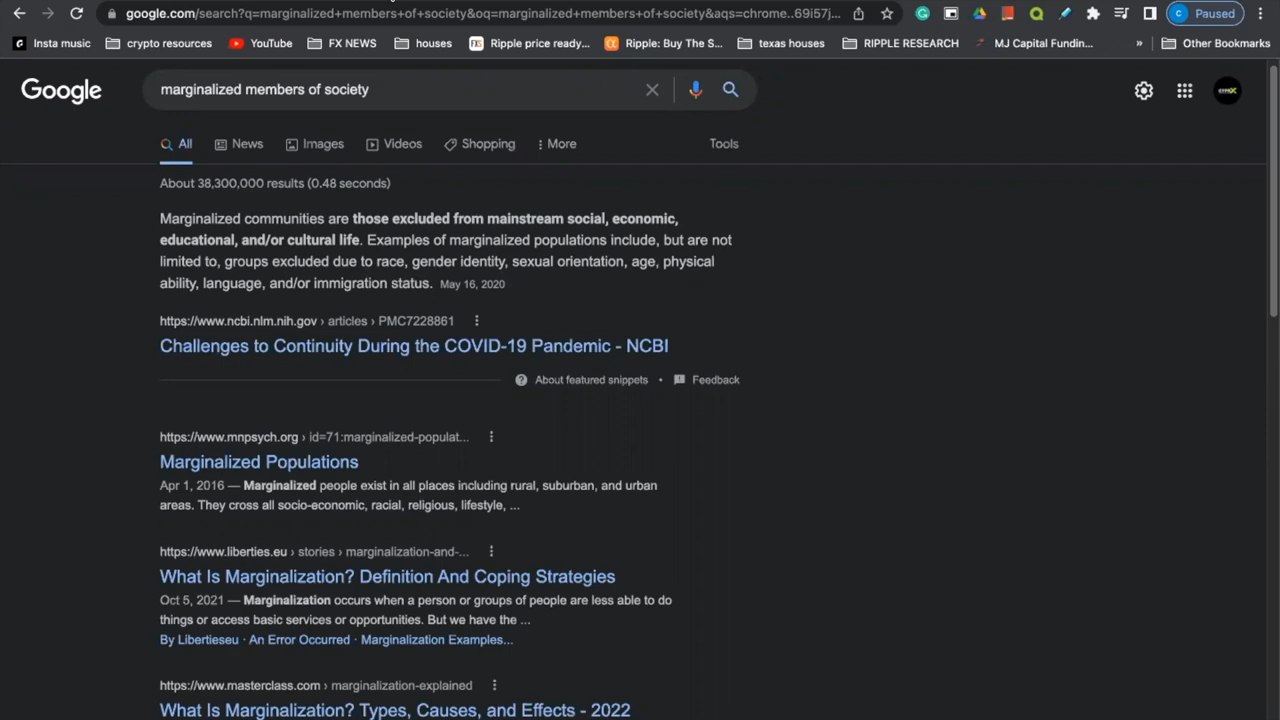 google.com/search?q=marginalized+members+of+society&oq=marginalized+members+of+society&aqs=chrome..69i57j...
C Paused
Insta music
crypto resources
YouTube
FX NEWS
houses
FXS Ripple price ready...
Ripple: Buy The S...
texas houses
RIPPLE RESEARCH
MJ Capital Fundin...
»
Other Bookmarks
Google
marginalized members of society
All
News
Images
Videos
Shopping
More
Tools
About 38,300,000 results (0.48 seconds)
Marginalized communities are those excluded from mainstream social, economic,
educational, and/or cultural life. Examples of marginalized populations include, but are not
limited to, groups excluded due to race, gender identity, sexual orientation, age, physical
ability, language, and/or immigration status. May 16, 2020
https://www.ncbi.nlm.nih.gov › articles › PMC7228861
Challenges to Continuity During the COVID-19 Pandemic - NCBI
About featured snippets • Feedback
https://www.mnpsych.org › id=71:marginalized-populat...
Marginalized Populations
Apr 1, 2016 — Marginalized people exist in all places including rural, suburban, and urban
areas. They cross all socio-economic, racial, religious, lifestyle, ...
https://www.liberties.eu › stories › marginalization-and-...
What Is Marginalization? Definition And Coping Strategies
Oct 5, 2021 — Marginalization occurs when a person or groups of people are less able to do
things or access basic services or opportunities. But we have the ...
By Libertieseu · An Error Occurred · Marginalization Examples...
https://www.masterclass.com › marginalization-explained
What Is Marginalization? Types, Causes, and Effects - 2022